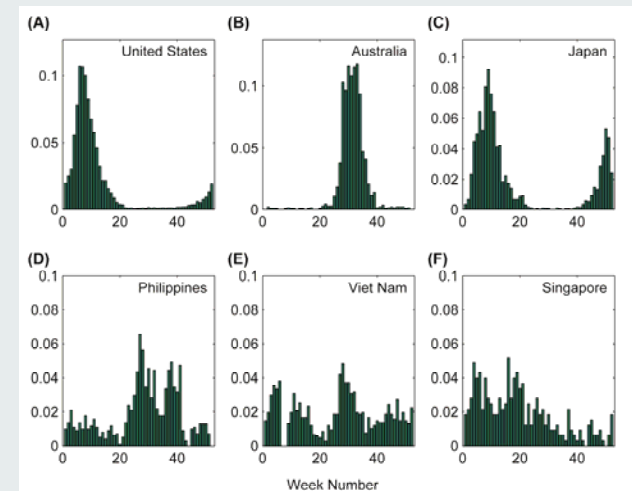 (A)
United States
0.1
0.05
0
0 20 40
(B)
Australia
0.1
0.05
0
0 20 40
(C)
Japan
0.1
0.08
0.06
0.04
0.02
0
0 20 40
(D)
Philippines
0.1
0.08
0.06
0.04
0.02
0
0 20 40
(E)
Viet Nam
0.1
0.08
0.06
0.04
0.02
0
0 20 40
(F)
Singapore
0.1
0.08
0.06
0.04
0.02
0
0 20 40
Week Number